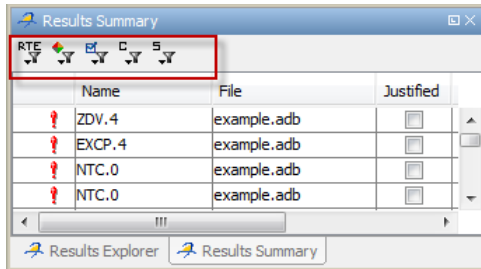 Results Summary
RTE C S
Name File Justified
ZDV.4 example.adb
EXCP.4 example.adb
NTC.0 example.adb
NTC.0 example.adb
Results Explorer Results Summary